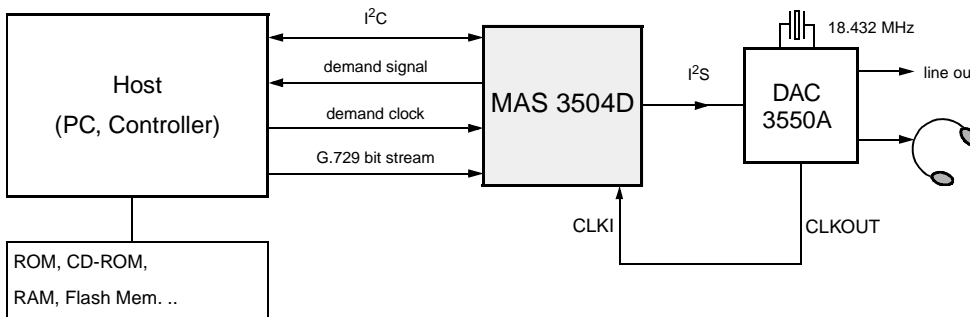 I²C
18.432 MHz
demand signal
I²S
line ou
Host
(PC, Controller)
MAS 3504D
DAC
3550A
demand clock
G.729 bit stream
CLKI
CLKOUT
ROM, CD-ROM,
RAM, Flash Mem. ..